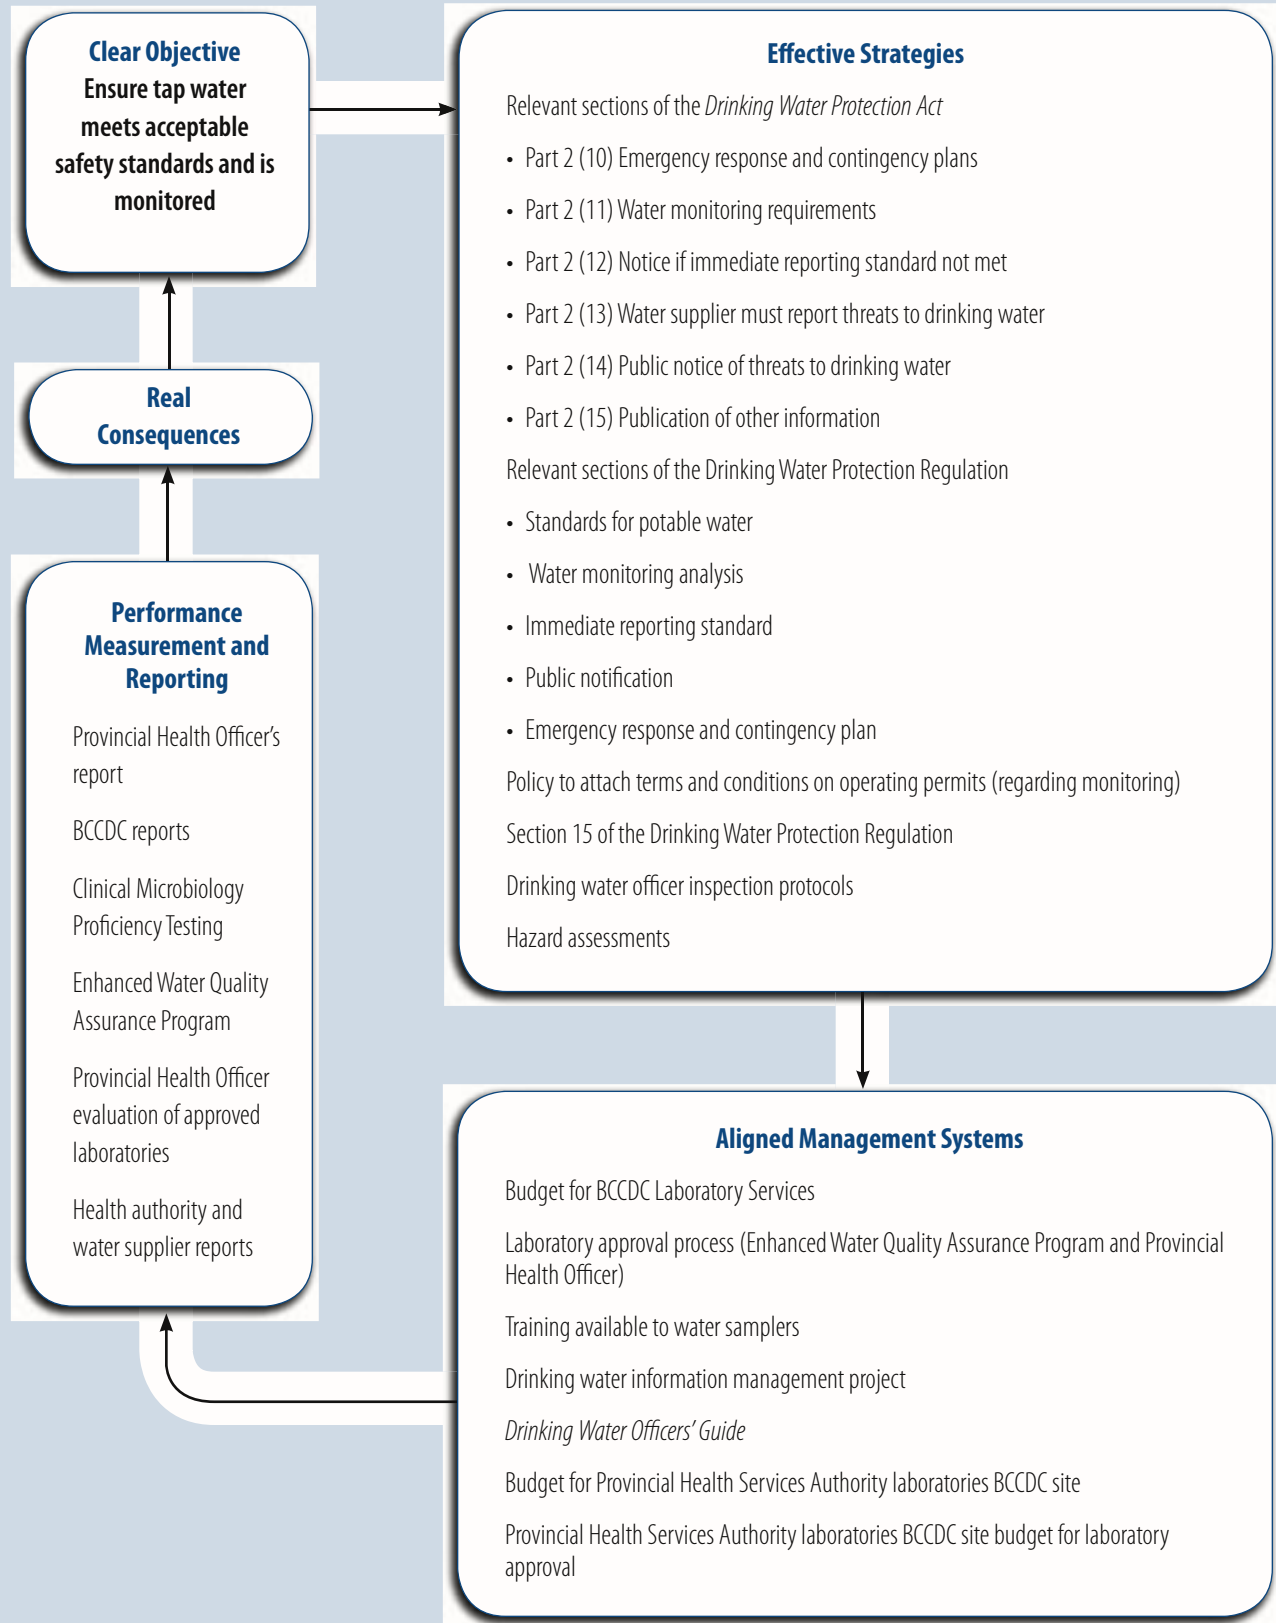 Clear Objective
Ensure tap water
meets acceptable
safety standards and is
monitored
Real
Consequences
Performance
Measurement and
Reporting
Provincial Health Officer’s
report
BCCDC reports
Clinical Microbiology
Proficiency Testing
Enhanced Water Quality
Assurance Program
Provincial Health Officer
evaluation of approved
laboratories
Health authority and
water supplier reports
Effective Strategies
Relevant sections of the Drinking Water Protection Act
• Part 2 (10) Emergency response and contingency plans
• Part 2 (11) Water monitoring requirements
• Part 2 (12) Notice if immediate reporting standard not met
• Part 2 (13) Water supplier must report threats to drinking water
• Part 2 (14) Public notice of threats to drinking water
• Part 2 (15) Publication of other information
Relevant sections of the Drinking Water Protection Regulation
• Standards for potable water
• Water monitoring analysis
• Immediate reporting standard
• Public notification
• Emergency response and contingency plan
Policy to attach terms and conditions on operating permits (regarding monitoring)
Section 15 of the Drinking Water Protection Regulation
Drinking water officer inspection protocols
Hazard assessments
Aligned Management Systems
Budget for BCCDC Laboratory Services
Laboratory approval process (Enhanced Water Quality Assurance Program and Provincial
Health Officer)
Training available to water samplers
Drinking water information management project
Drinking Water Officers’ Guide
Budget for Provincial Health Services Authority laboratories BCCDC site
Provincial Health Services Authority laboratories BCCDC site budget for laboratory
approval